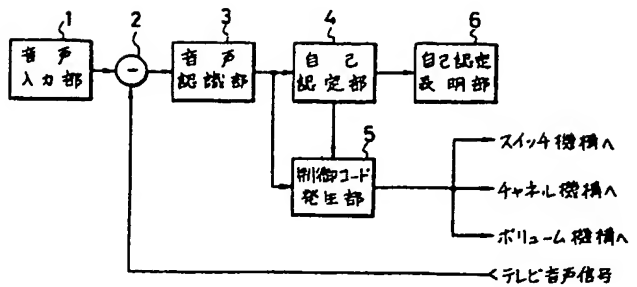 1
音声
入力部
2
−
3
音声
認識部
4
自己
認定部
6
自己認定
表明部
5
制御コード
発生部
スイッチ機構へ
チャネル機構へ
ボリューム機構へ
テレビ音声信号